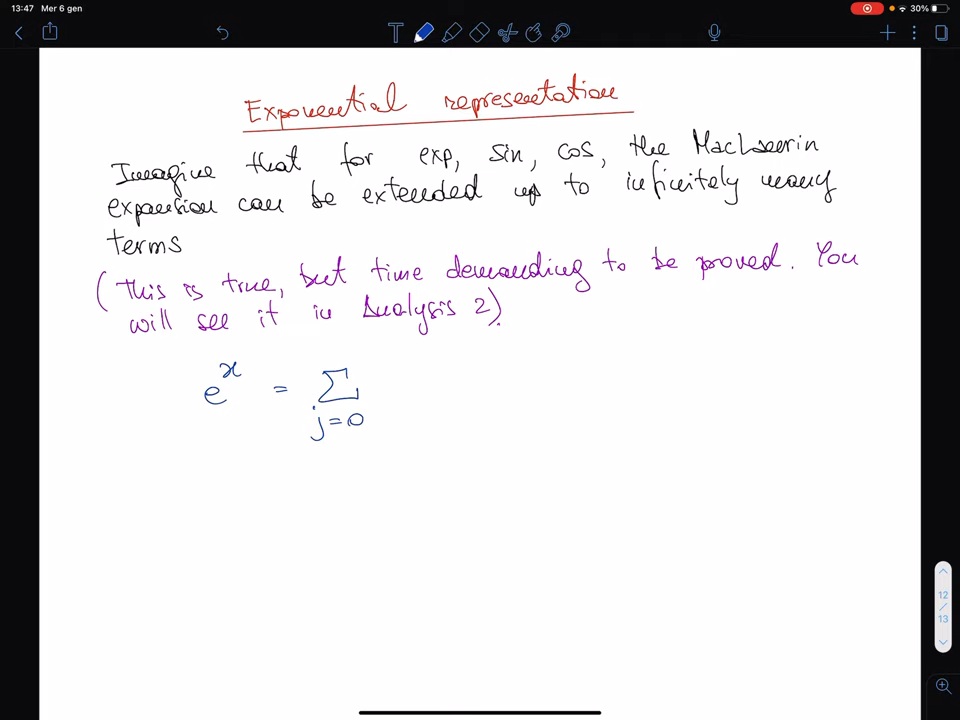 13:47 Mer 6 gen
30%
T
Exponential representation
Imagine that for exp, sin, cos, the MacLaurin
expansion can be extended up to infinitely many
terms
(This is true, but time demanding to be proved. You
will see it in Analysis 2).
e^x = Σ
j=0
12
/
13